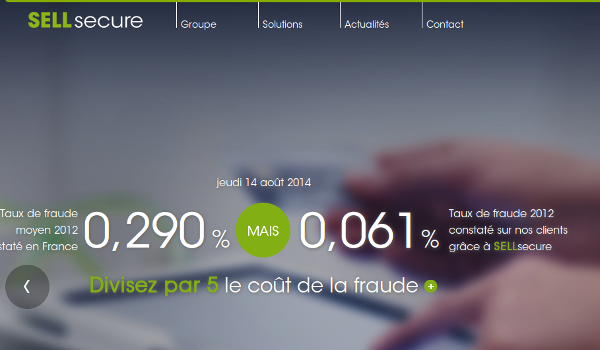 SELLsecure
Groupe
Solutions
Actualités
Contact
jeudi 14 août 2014
Taux de fraude
moyen 2012
en France
0,290 %
MAIS
0,061 %
Taux de fraude 2012
constaté sur nos clients
grâce à SELLsecure
Divisez par 5 le coût de la fraude +